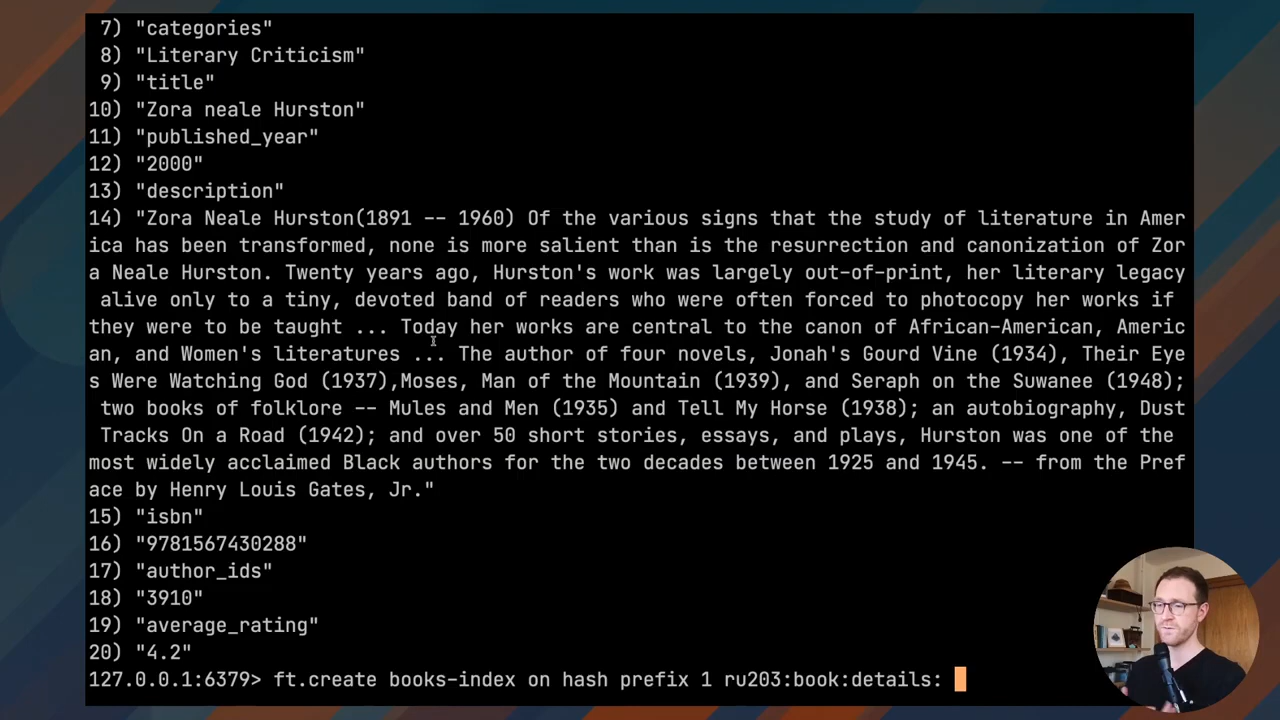 7) "categories"
8) "Literary Criticism"
9) "title"
10) "Zora neale Hurston"
11) "published_year"
12) "2000"
13) "description"
14) "Zora Neale Hurston(1891 -- 1960) Of the various signs that the study of literature in Amer
ica has been transformed, none is more salient than is the resurrection and canonization of Zor
a Neale Hurston. Twenty years ago, Hurston's work was largely out-of-print, her literary legacy
alive only to a tiny, devoted band of readers who were often forced to photocopy her works if
they were to be taught ... Today her works are central to the canon of African-American, Americ
an, and Women's literatures ... The author of four novels, Jonah's Gourd Vine (1934), Their Eye
s Were Watching God (1937),Moses, Man of the Mountain (1939), and Seraph on the Suwanee (1948);
two books of folklore -- Mules and Men (1935) and Tell My Horse (1938); an autobiography, Dust
Tracks On a Road (1942); and over 50 short stories, essays, and plays, Hurston was one of the
most widely acclaimed Black authors for the two decades between 1925 and 1945. -- from the Pref
ace by Henry Louis Gates, Jr."
15) "isbn"
16) "9781567430288"
17) "author_ids"
18) "3910"
19) "average_rating"
20) "4.2"
127.0.0.1:6379> ft.create books-index on hash prefix 1 ru203:book:details: